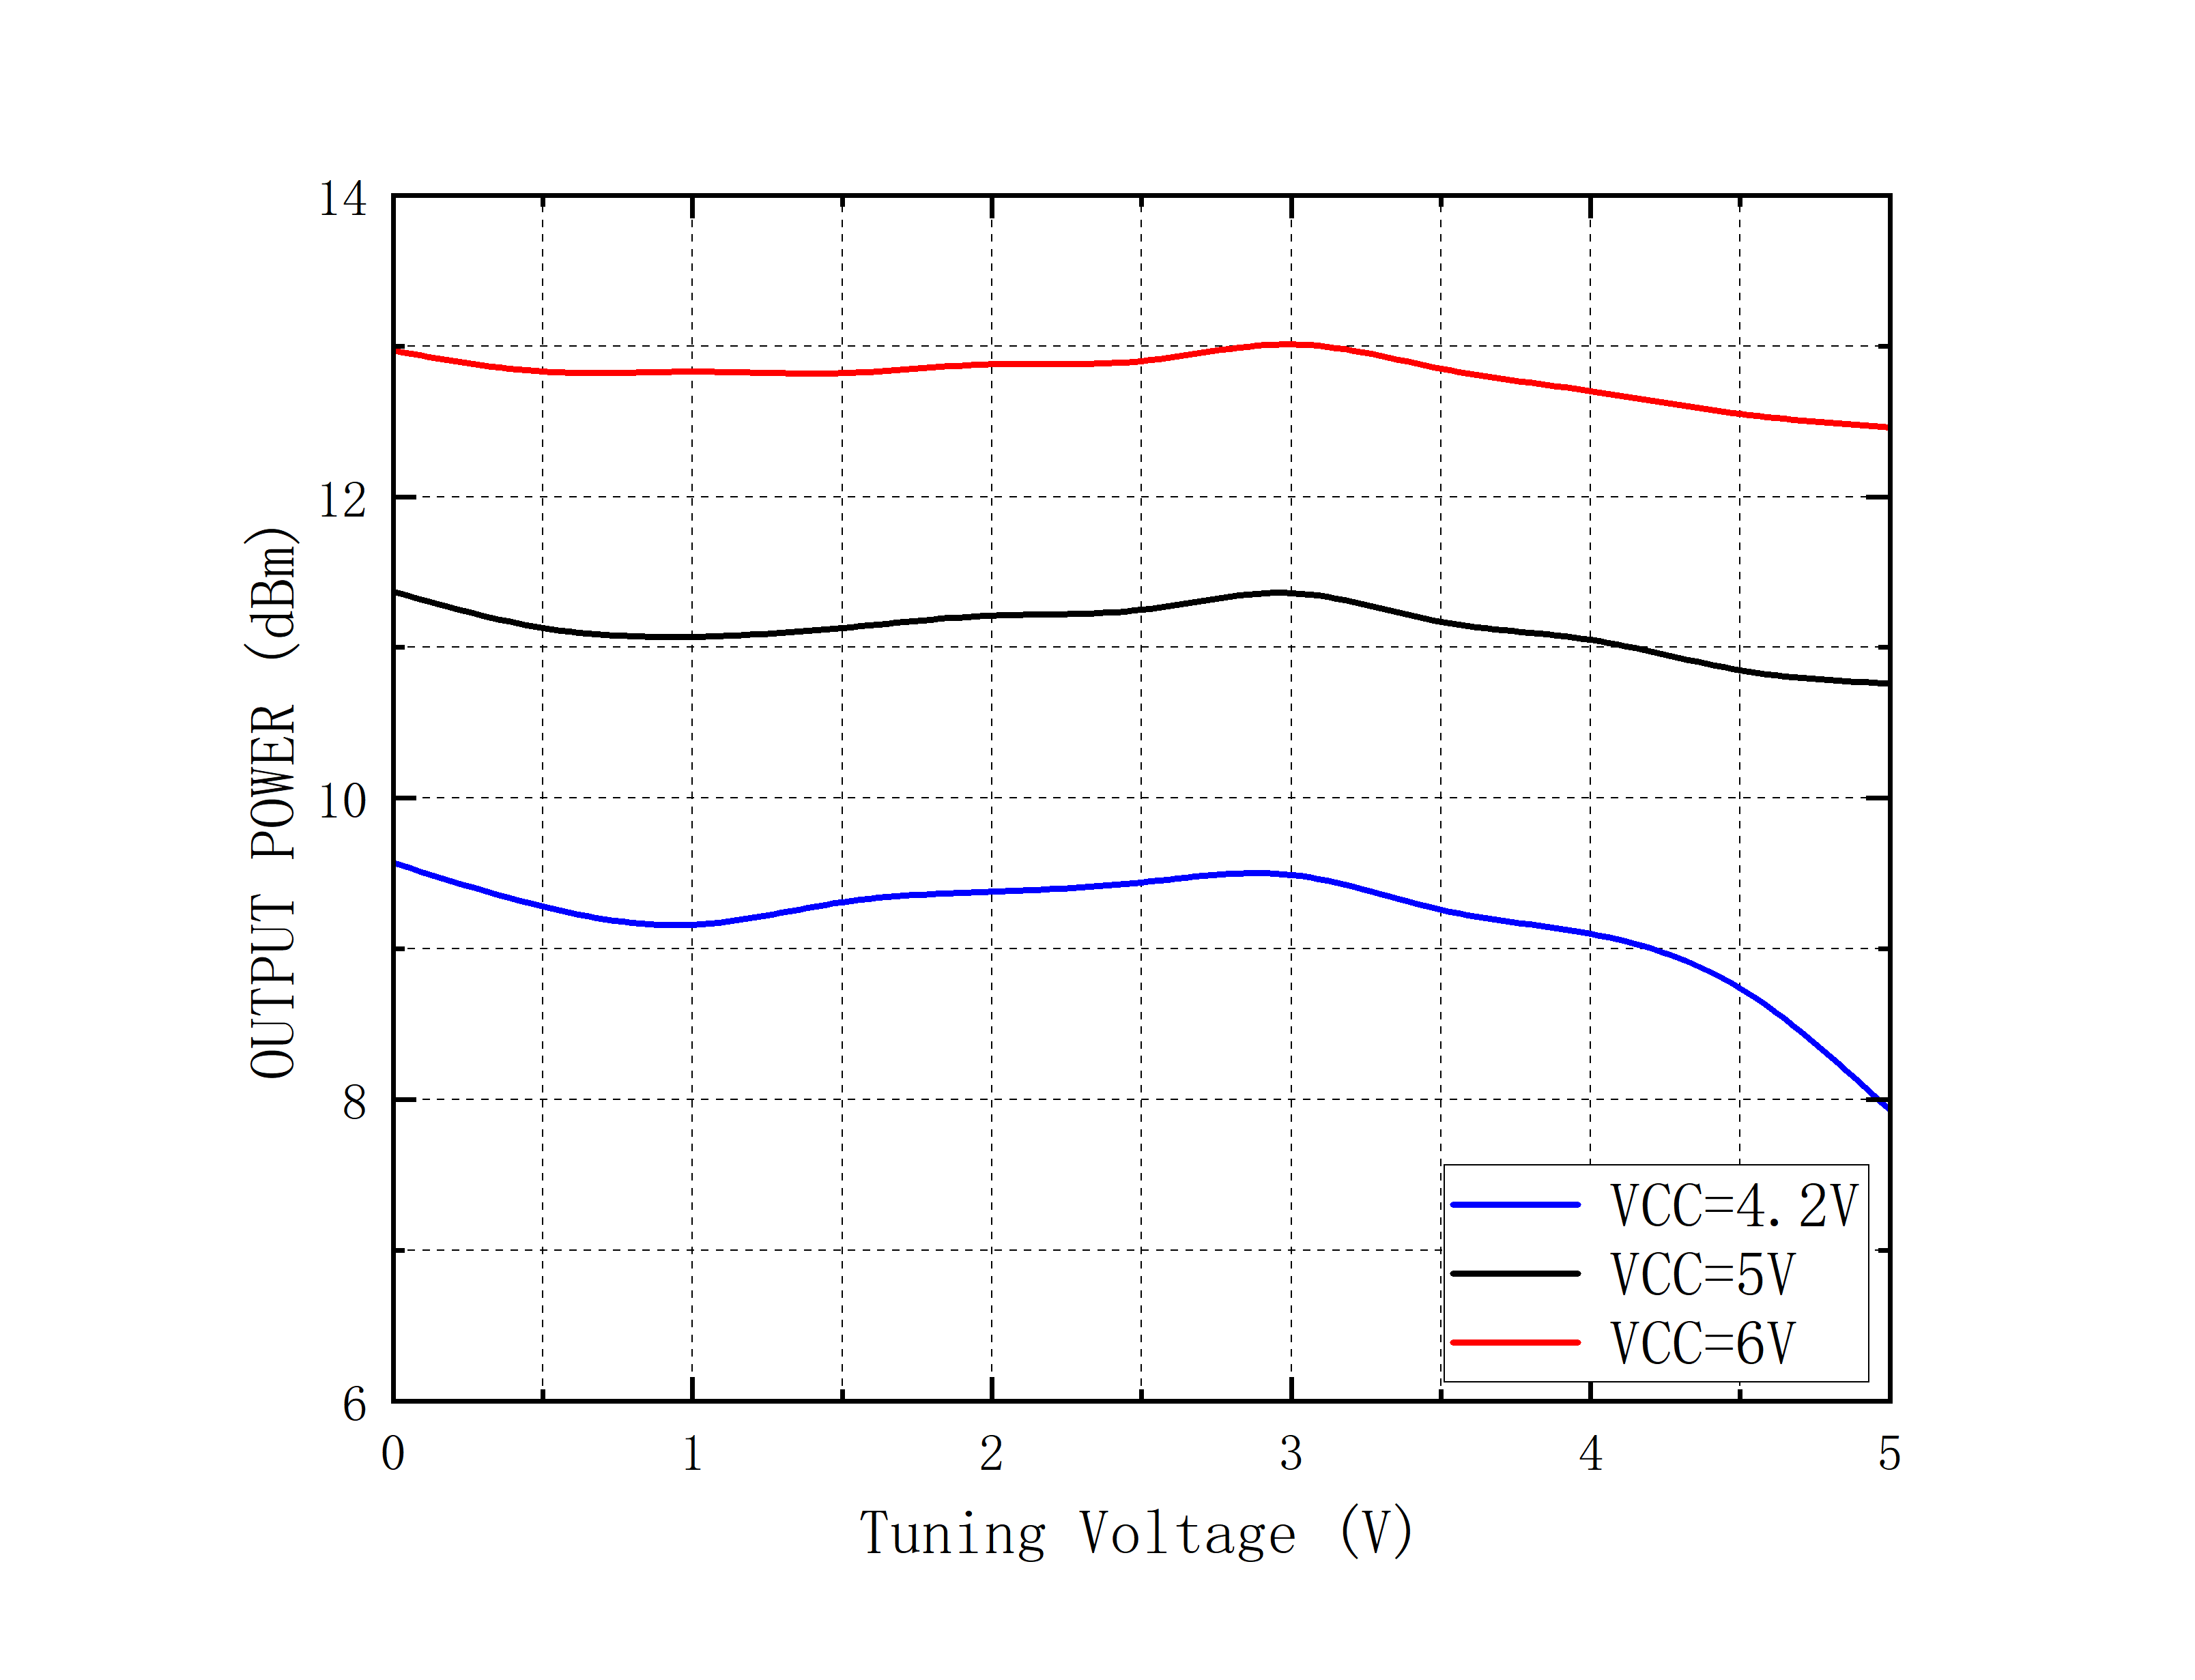 14
12
10
8
6
OUTPUT POWER (dBm)
VCC=4.2V
VCC=5V
VCC=6V
0 1 2 3 4 5
Tuning Voltage (V)